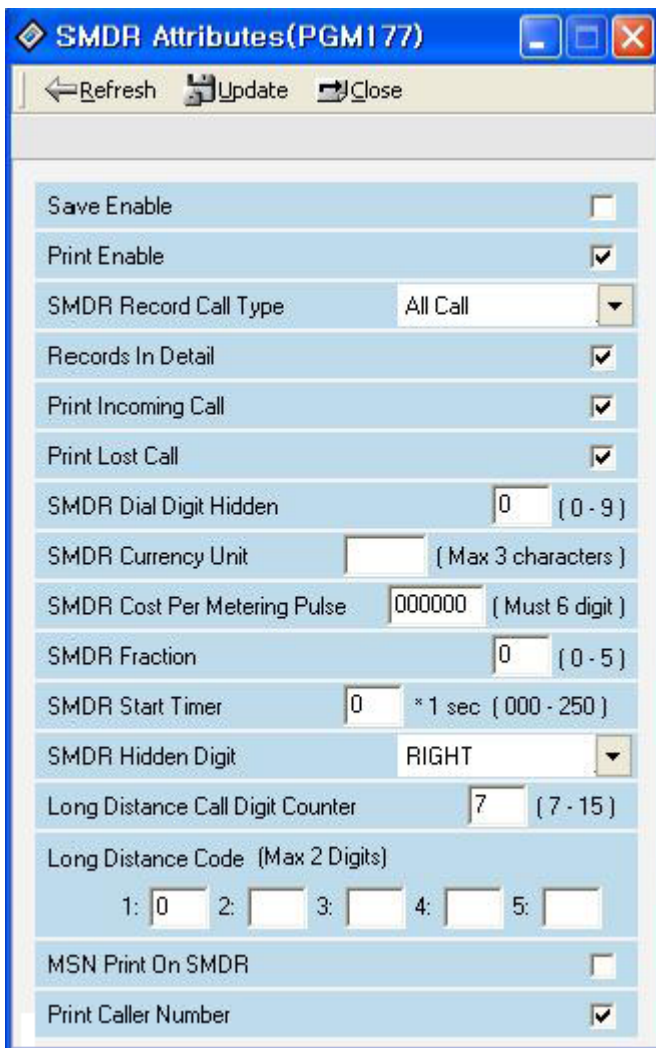 SMDR Attributes(PGM177)
Refresh Update Close
Save Enable
Print Enable
SMDR Record Call Type All Call
Records In Detail
Print Incoming Call
Print Lost Call
SMDR Dial Digit Hidden 0 ( 0 - 9 )
SMDR Currency Unit ( Max 3 characters )
SMDR Cost Per Metering Pulse 000000 ( Must 6 digit )
SMDR Fraction 0 ( 0 - 5 )
SMDR Start Timer 0 * 1 sec ( 000 - 250 )
SMDR Hidden Digit RIGHT
Long Distance Call Digit Counter 7 ( 7 - 15 )
Long Distance Code (Max 2 Digits)
1: 0 2: 3: 4: 5:
MSN Print On SMDR
Print Caller Number